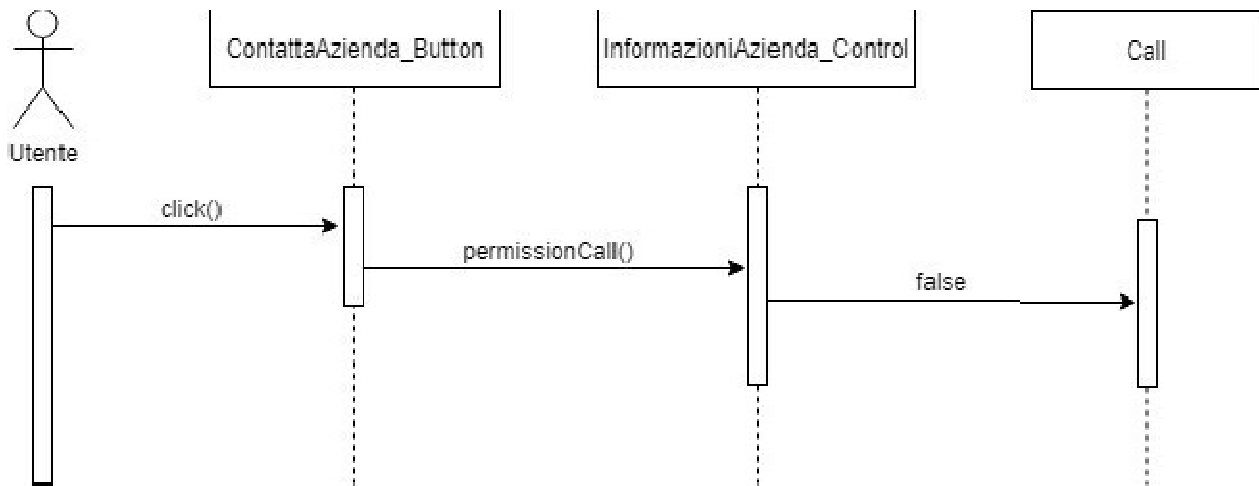 ContattaAzienda_Button
InformazioniAzienda_Control
Call
Utente
click()
permissionCall()
false